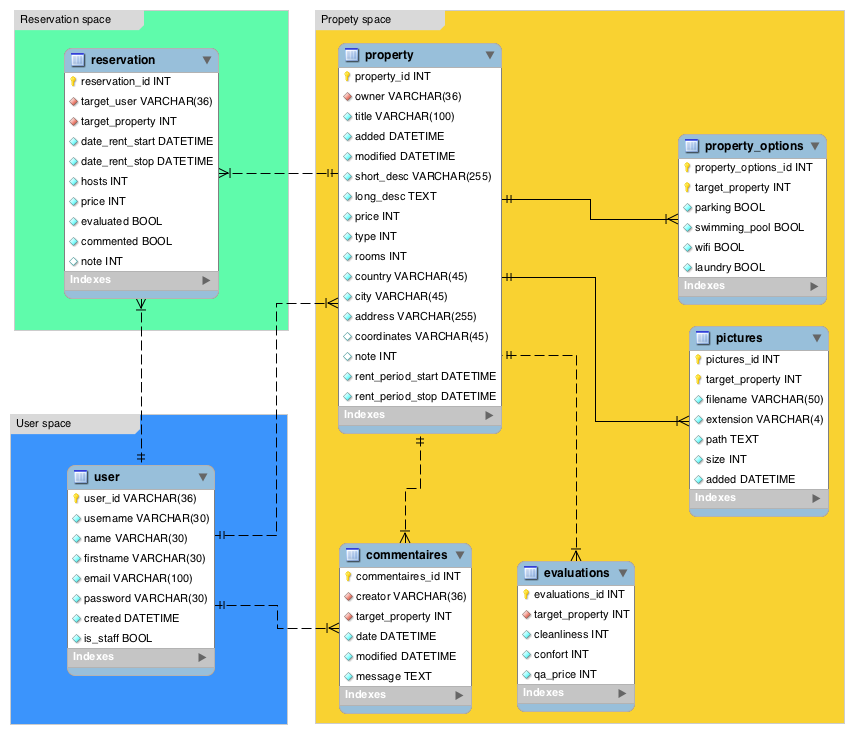 Reservation space
reservation
reservation_id INT
target_user VARCHAR(36)
target_property INT
date_rent_start DATETIME
date_rent_stop DATETIME
hosts INT
price INT
evaluated BOOL
commented BOOL
note INT
Indexes
User space
user
user_id VARCHAR(36)
username VARCHAR(30)
name VARCHAR(30)
firstname VARCHAR(30)
email VARCHAR(100)
password VARCHAR(30)
created DATETIME
is_staff BOOL
Indexes
Propety space
property
property_id INT
owner VARCHAR(36)
title VARCHAR(100)
added DATETIME
modified DATETIME
short_desc VARCHAR(255)
long_desc TEXT
price INT
type INT
rooms INT
country VARCHAR(45)
city VARCHAR(45)
address VARCHAR(255)
coordinates VARCHAR(45)
note INT
rent_period_start DATETIME
rent_period_stop DATETIME
Indexes
property_options
property_options_id INT
target_property INT
parking BOOL
swimming_pool BOOL
wifi BOOL
laundry BOOL
Indexes
pictures
pictures_id INT
target_property INT
filename VARCHAR(50)
extension VARCHAR(4)
path TEXT
size INT
added DATETIME
Indexes
commentaires
commentaires_id INT
creator VARCHAR(36)
target_property INT
date DATETIME
modified DATETIME
message TEXT
Indexes
evaluations
evaluations_id INT
target_property INT
cleanliness INT
confort INT
qa_price INT
Indexes